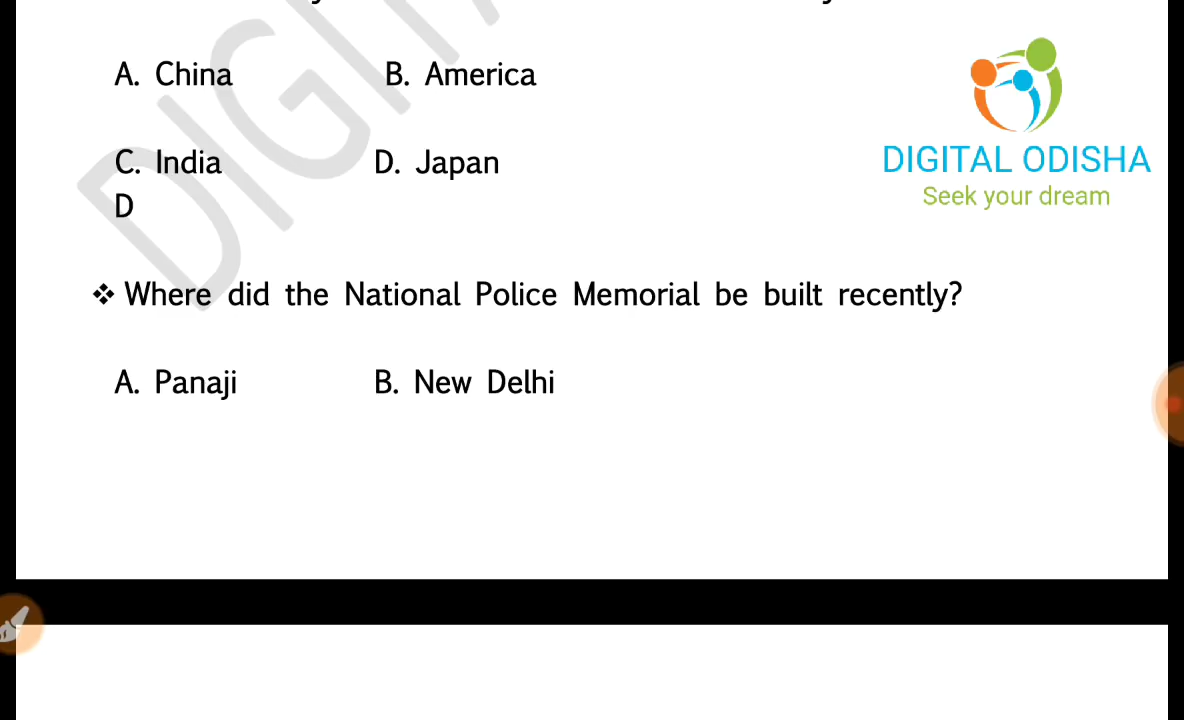 A. China B. America
C. India D. Japan
D
DIGITAL ODISHA
Seek your dream
❖ Where did the National Police Memorial be built recently?
A. Panaji B. New Delhi
DIGIT